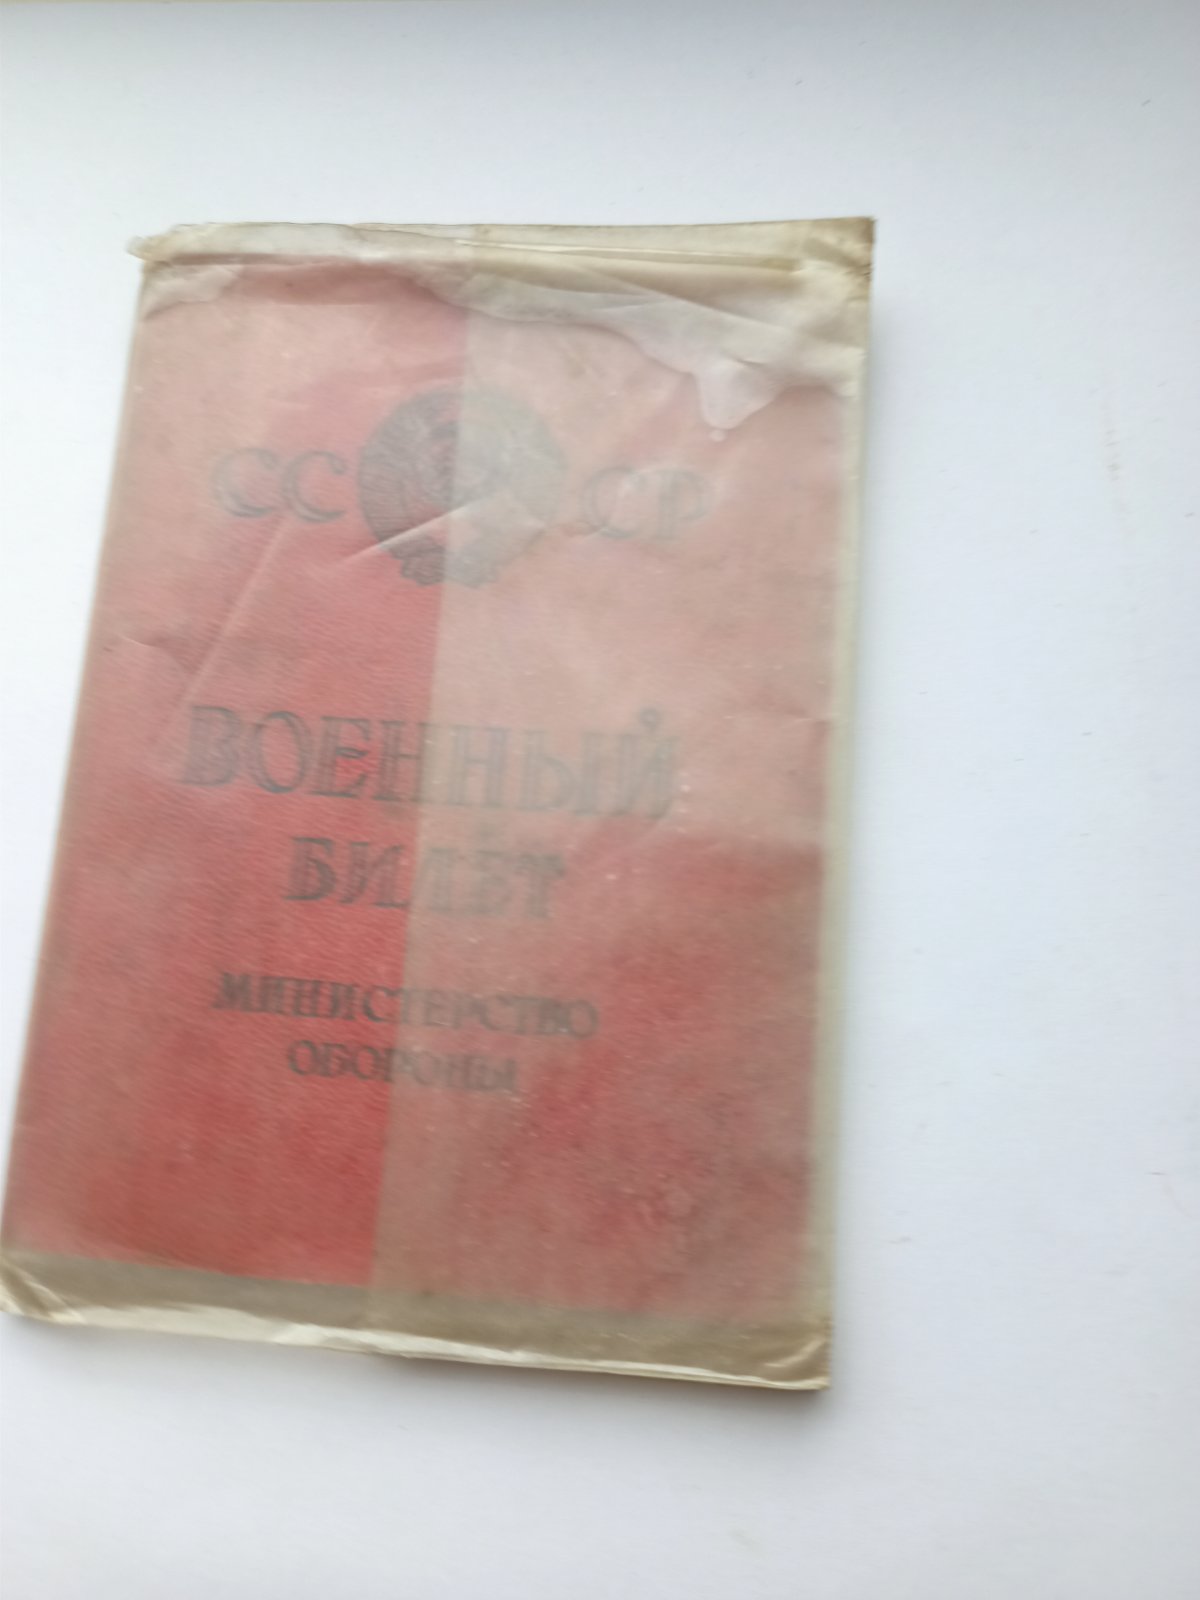 СССР
ВОЕННЫЙ
БИЛЕТ
МИНИСТЕРСТВО
ОБОРОНЫ